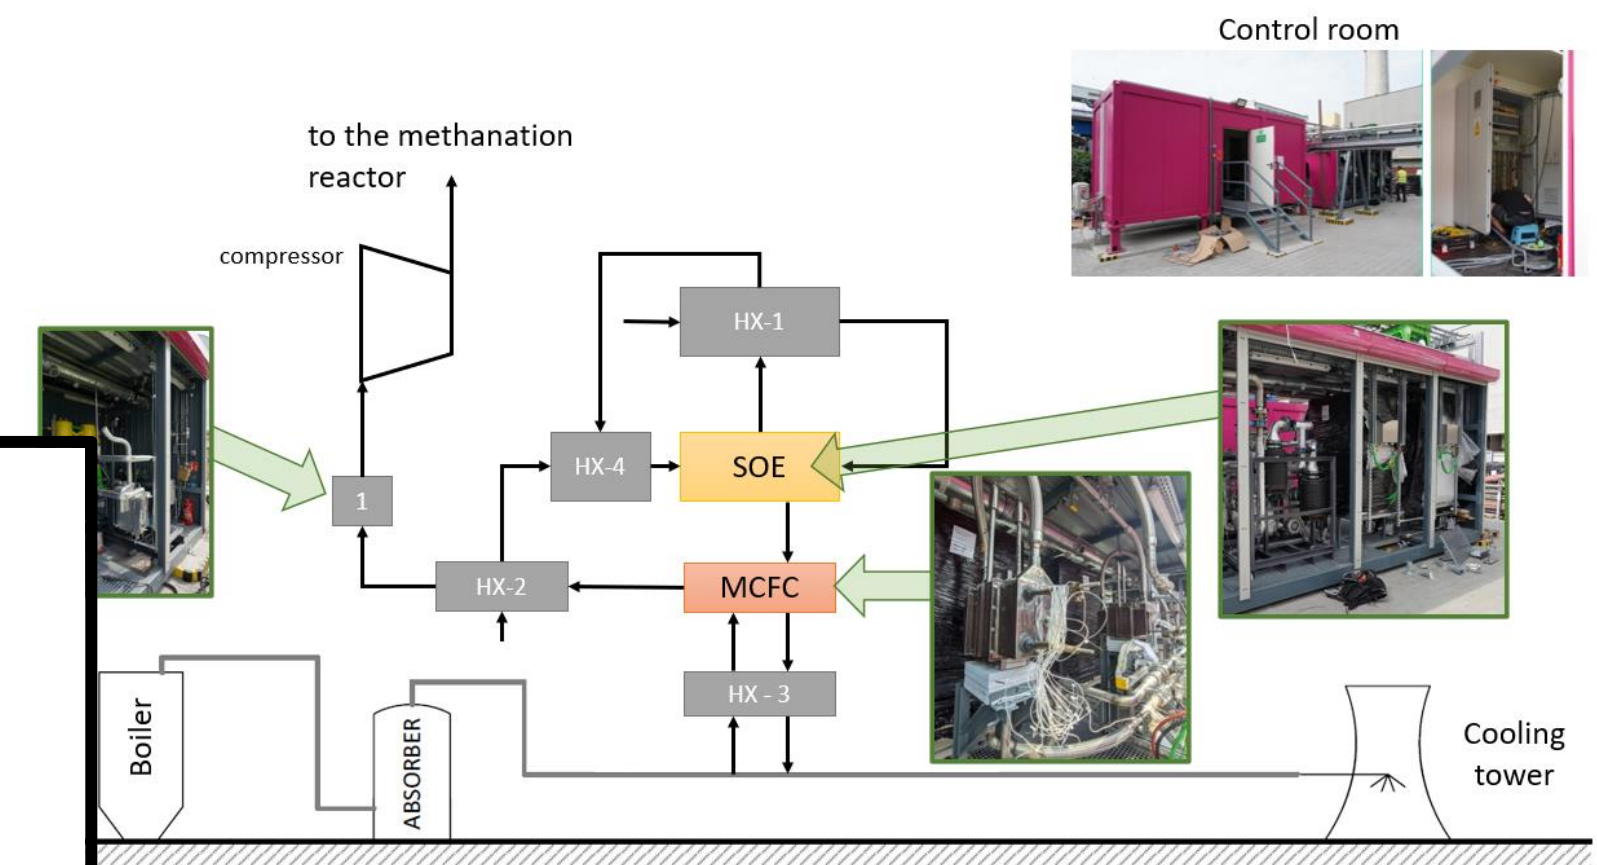 Control room
to the methanation
reactor
compressor
HX-1
HX-4
SOE
1
HX-2
MCFC
HX - 3
Boiler
ABSORBER
Cooling
tower